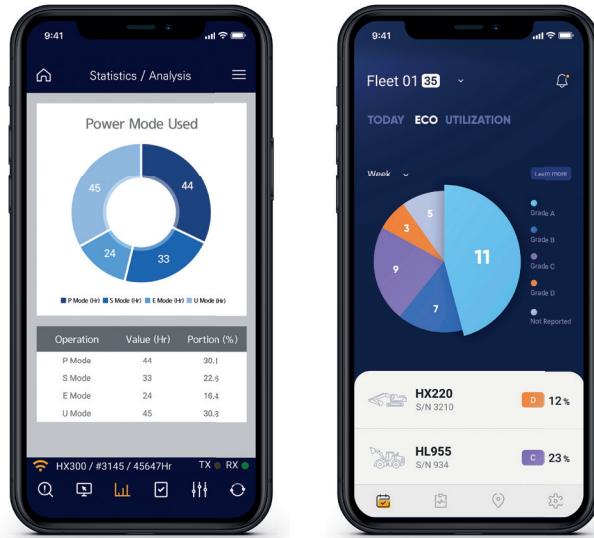 9:41
Statistics / Analysis
Power Mode Used
45
44
24
33
P Mode (Hr) S Mode (Hr) E Mode (Hr) U Mode (Hr)
Operation Value (Hr) Portion (%)
P Mode 44 30.1
S Mode 33 22.6
E Mode 24 16.4
U Mode 45 30.8
HX300 / #3145 / 45647Hr TX RX
9:41
Fleet 01 35
TODAY ECO UTILIZATION
Week
Learn more
5
3
11
9
7
Grade A
Grade B
Grade C
Grade D
Not Reported
HX220
S/N 3210
D 12%
HL955
S/N 934
C 23%